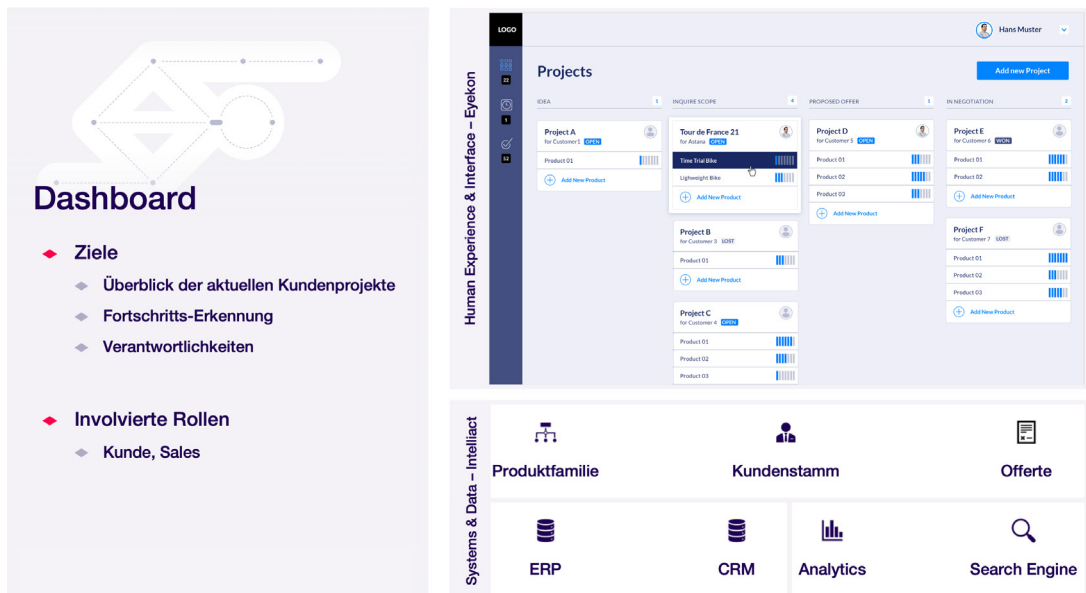 Dashboard
Ziele
Überblick der aktuellen Kundenprojekte
Fortschritts-Erkennung
Verantwortlichkeiten
Involvierte Rollen
Kunde, Sales
Human Experience & Interface – Eyekon
LOGO
Hans Muster
22
1
52
Projects
Add new Project
IDEA 1
Project A
for Customer1 OPEN
Product 01
Add New Product
INQUIRE SCOPE 4
Tour de France 21
for Astana OPEN
Time Trial Bike
Lighweight Bike
Add New Product
Project B
for Customer 3 LOST
Product 01
Add New Product
Project C
for Customer 4 OPEN
Product 01
Product 02
Product 03
PROPOSED OFFER 1
Project D
for Customer 5 OPEN
Product 01
Product 02
Product 03
Add New Product
IN NEGOTIATION 2
Project E
for Customer 6 WON
Product 01
Product 02
Add New Product
Project F
for Customer 7 LOST
Product 01
Product 02
Product 03
Add New Product
Systems & Data – Intelliact
Produktfamilie
Kundenstamm
Offerte
ERP
CRM
Analytics
Search Engine